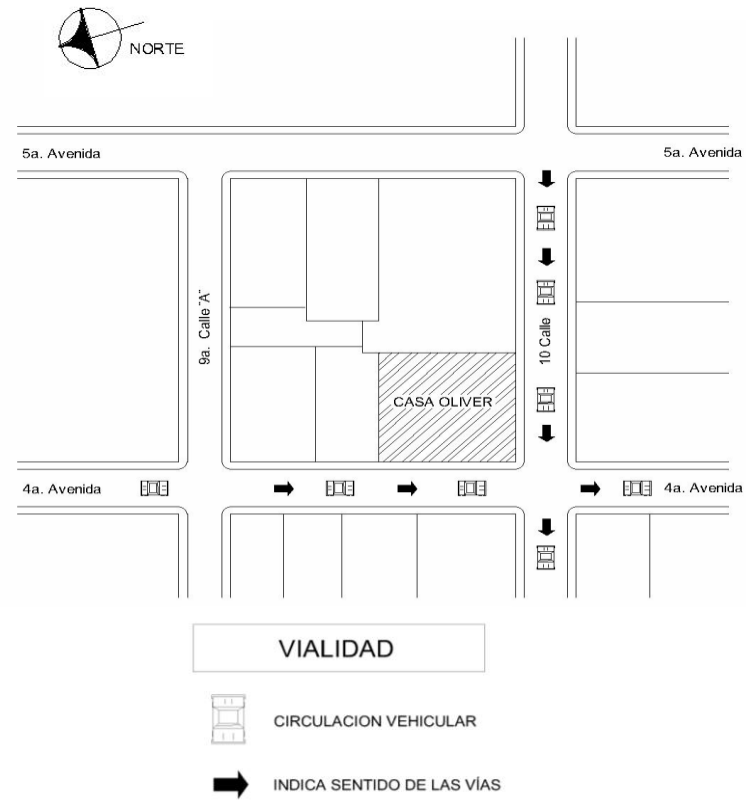 NORTE
5a. Avenida
5a. Avenida
9a. Calle "A"
10 Calle
CASA OLIVER
4a. Avenida
4a. Avenida
VIALIDAD
CIRCULACION VEHICULAR
INDICA SENTIDO DE LAS VÍAS